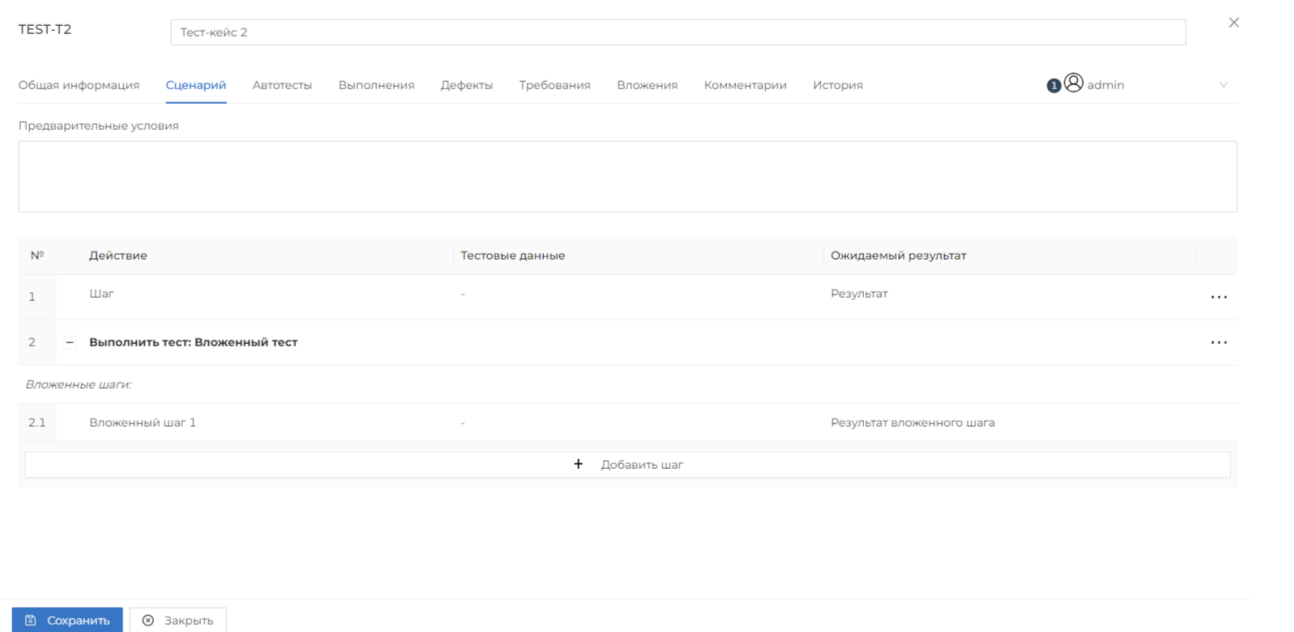 TEST-T2
Тест-кейс 2
Общая информация Сценарий Автотесты Выполнения Дефекты Требования Вложения Комментарии История 1 admin
Предварительные условия
№ Действие Тестовые данные Ожидаемый результат
1 Шаг - Результат ...
2 – Выполнить тест: Вложенный тест ...
Вложенные шаги:
2.1 Вложенный шаг 1 - Результат вложенного шага
+ Добавить шаг
Сохранить Закрыть